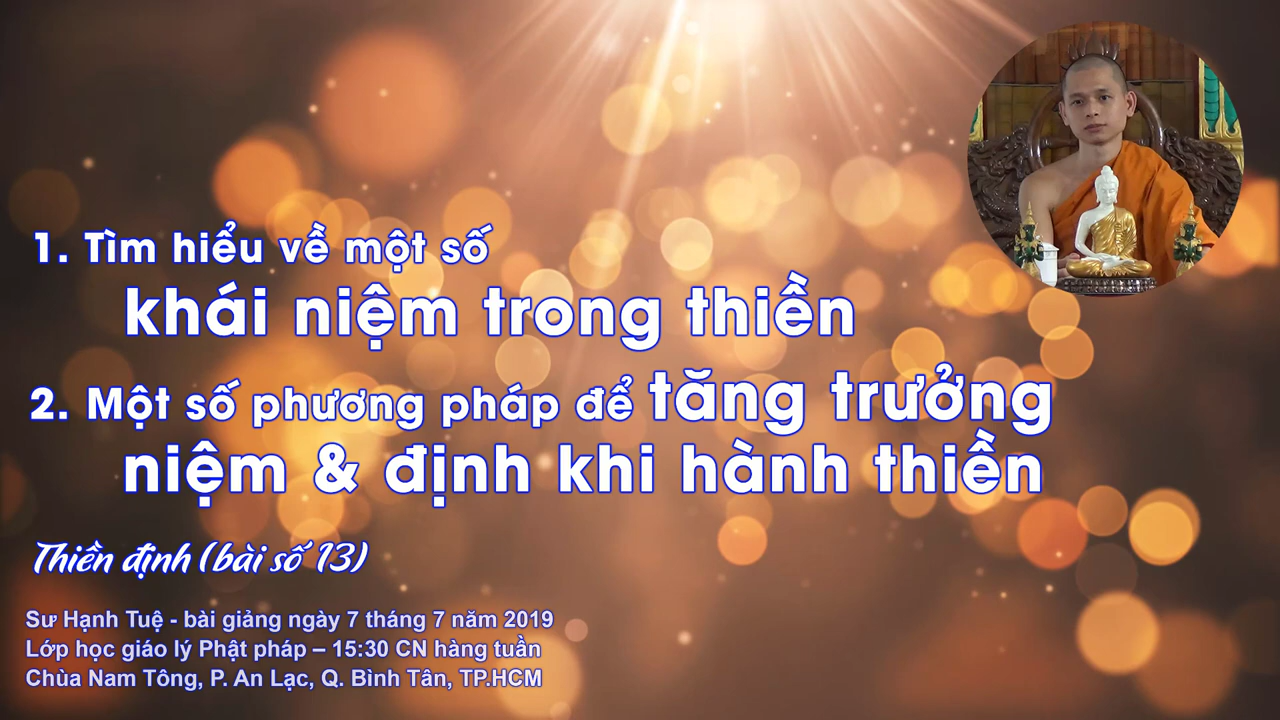 1. Tìm hiểu về một số
khái niệm trong thiền
2. Một số phương pháp để tăng trưởng
niệm & định khi hành thiền
Thiền định (bài số 13)
Sư Hạnh Tuệ - bài giảng ngày 7 tháng 7 năm 2019
Lớp học giáo lý Phật pháp – 15:30 CN hàng tuần
Chùa Nam Tông, P. An Lạc, Q. Bình Tân, TP.HCM